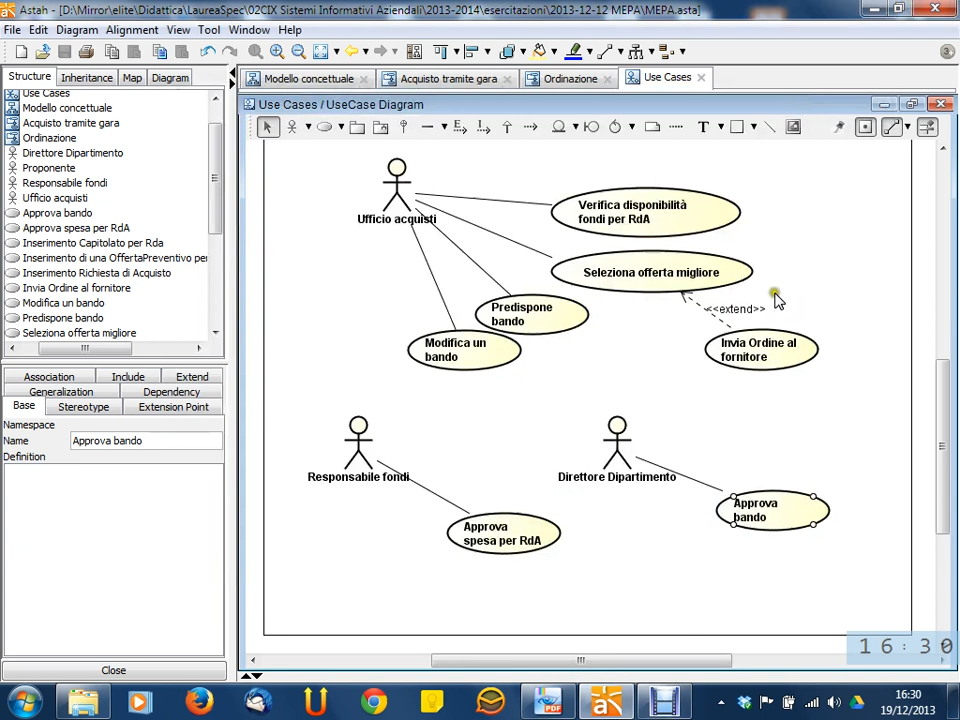 Astah - [D:\Mirror\elite\Didattica\LaureaSpec\02CIX Sistemi Informativi Aziendali\2013-2014\esercitazioni\2013-12-12 MEPA\MEPA.asta]
File Edit Diagram Alignment View Tool Window Help
3
Structure Inheritance Map Diagram
Modello concettuale Acquisto tramite gara Ordinazione Use Cases
Use Cases / UseCase Diagram
Use Cases
Modello concettuale
Acquisto tramite gara
Ordinazione
Direttore Dipartimento
Proponente
Responsabile fondi
Ufficio acquisti
Approva bando
Approva spesa per RdA
Inserimento Capitolato per Rda
Inserimento di una OffertaPreventivo per
Inserimento Richiesta di Acquisto
Invia Ordine al fornitore
Modifica un bando
Predispone bando
Seleziona offerta migliore
Association Include Extend
Generalization Dependency
Base Stereotype Extension Point
Namespace
Name Approva bando
Definition
Close
Ufficio acquisti
Verifica disponibilità
fondi per RdA
Seleziona offerta migliore
Predispone
bando
<<extend>>
Modifica un
bando
Invia Ordine al
fornitore
Responsabile fondi
Direttore Dipartimento
Approva
bando
Approva
spesa per RdA
16:30
PDF
16:30
19/12/2013